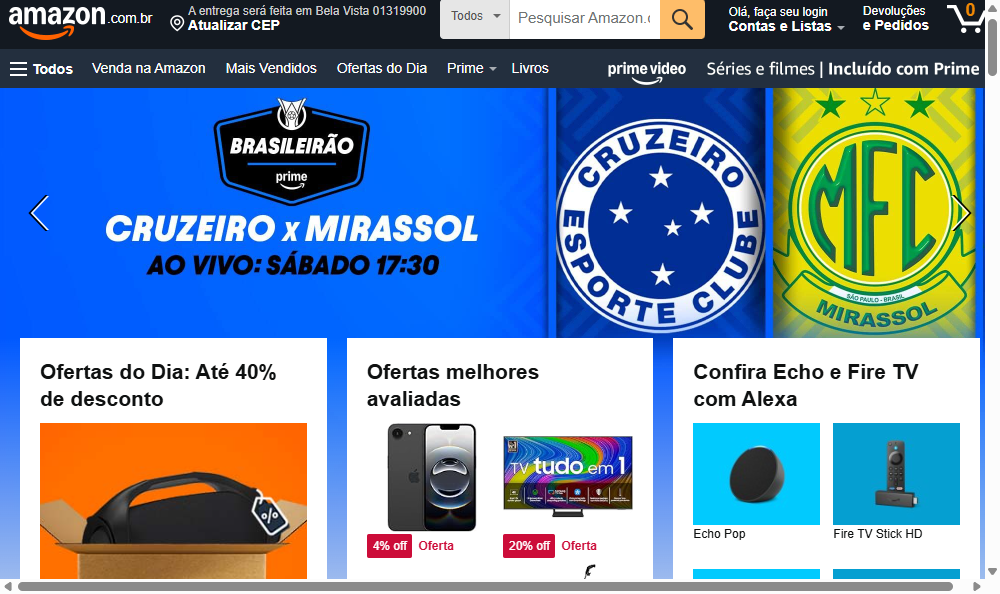 amazon.com.br
A entrega será feita em Bela Vista 01319900
Atualizar CEP
Todos
Pesquisar Amazon.c
Olá, faça seu login
Contas e Listas
Devoluções
e Pedidos
0
Todos
Venda na Amazon
Mais Vendidos
Ofertas do Dia
Prime
Livros
prime video
Séries e filmes | Incluído com Prime
BRASILEIRÃO
prime
CRUZEIRO x MIRASSOL
AO VIVO: SÁBADO 17:30
CRUZEIRO
ESPORTE CLUBE
MFC
SÃO PAULO - BRASIL
MIRASSOL
Ofertas do Dia: Até 40%
de desconto
%
Ofertas melhores
avaliadas
TV tudo em 1
4% off
Oferta
20% off
Oferta
Confira Echo e Fire TV
com Alexa
Echo Pop
Fire TV Stick HD